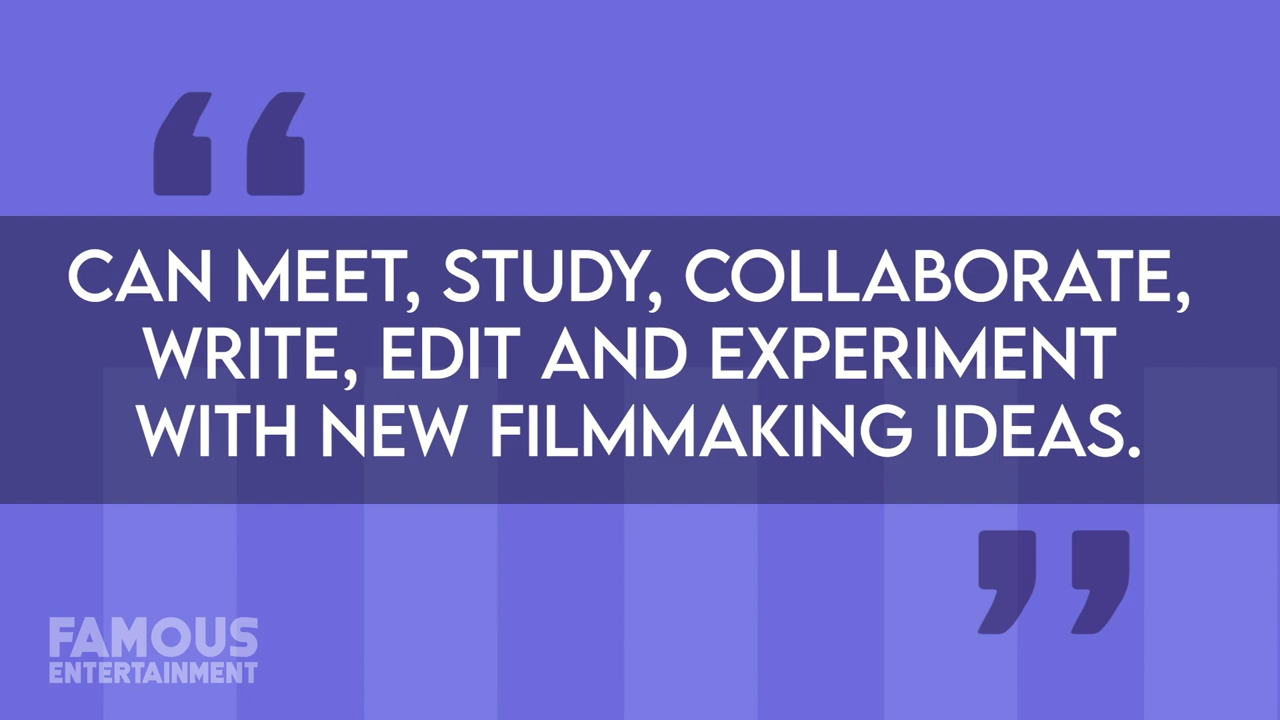 “
CAN MEET, STUDY, COLLABORATE,
WRITE, EDIT AND EXPERIMENT
WITH NEW FILMMAKING IDEAS.
”
FAMOUS
ENTERTAINMENT